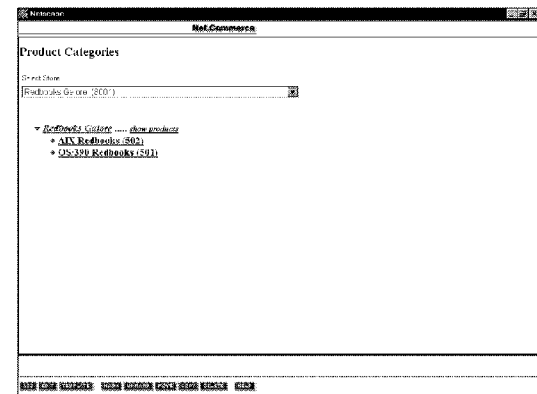 Netscape
Net.Commerce
Product Categories
Select Store
Redbooks Galore (8001)
Redbooks Galore ..... show products
AIX Redbooks (502)
OS/390 Redbooks (501)